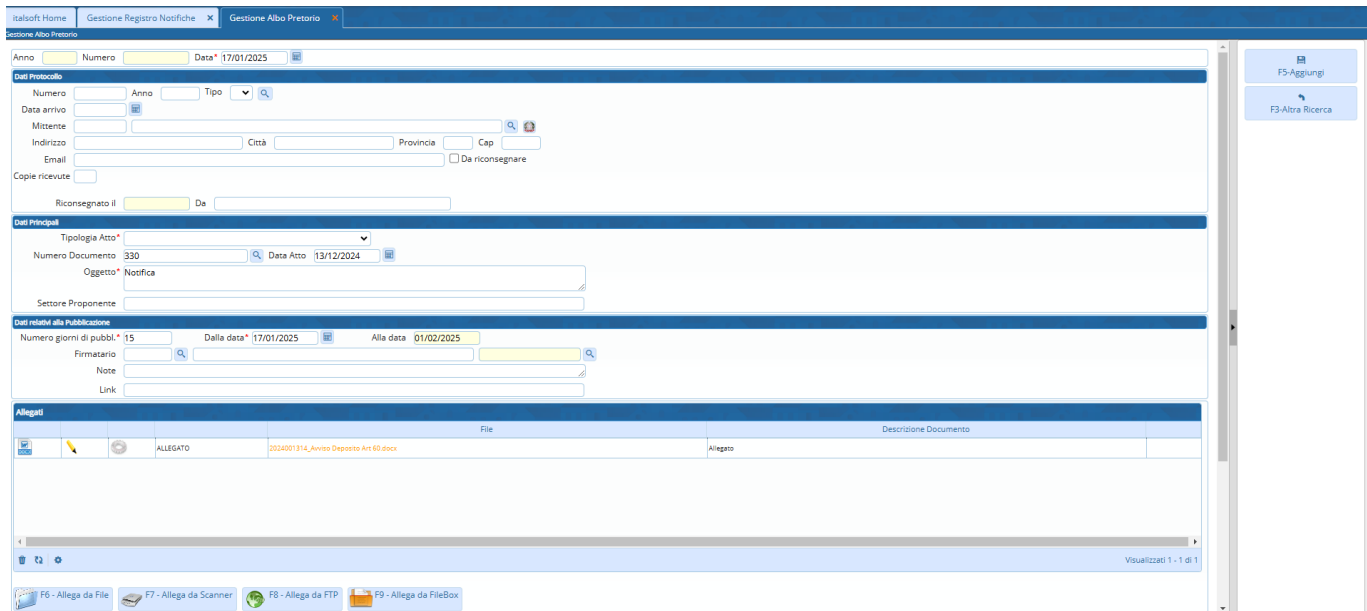 italsoft Home Gestione Registro Notifiche × Gestione Albo Pretorio ×
Gestione Albo Pretorio
Anno Numero Data* 17/01/2025
F5-Aggiungi
F3-Altra Ricerca
Dati Protocollo
Numero Anno Tipo
Data arrivo
Mittente
Indirizzo Città Provincia Cap
Email Da riconsegnare
Copie ricevute
Riconsegnato il Da
Dati Principali
Tipologia Atto*
Numero Documento 330 Data Atto 13/12/2024
Oggetto* Notifica
Settore Proponente
Dati relativi alla Pubblicazione
Numero giorni di pubbl.* 15 Dalla data* 17/01/2025 Alla data 01/02/2025
Firmatario
Note
Link
Allegati
File Descrizione Documento
ALLEGATO 2024001314_Avviso Deposito Art 60.docx Allegato
Visualizzati 1 - 1 di 1
F6 - Allega da File F7 - Allega da Scanner F8 - Allega da FTP F9 - Allega da FileBox